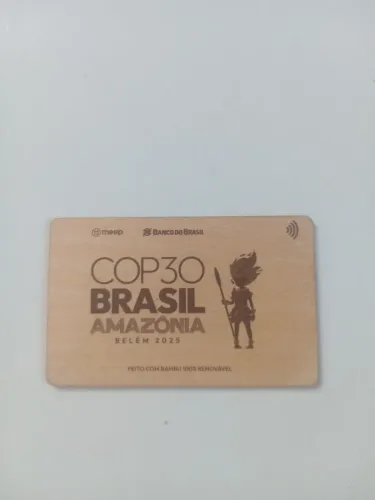 BANCO DO BRASIL
COP30
BRASIL
AMAZÔNIA
BELÉM 2025
FEITO COM BAMBU 100% RENOVÁVEL